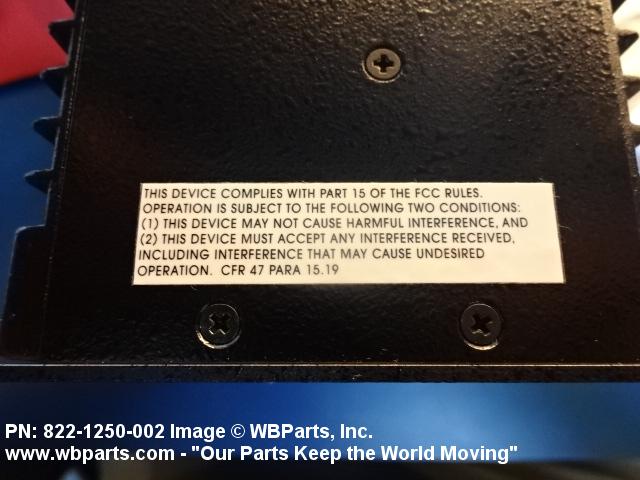 THIS DEVICE COMPLIES WITH PART 15 OF THE FCC RULES.
OPERATION IS SUBJECT TO THE FOLLOWING TWO CONDITIONS:
(1) THIS DEVICE MAY NOT CAUSE HARMFUL INTERFERENCE, AND
(2) THIS DEVICE MUST ACCEPT ANY INTERFERENCE RECEIVED,
INCLUDING INTERFERENCE THAT MAY CAUSE UNDESIRED
OPERATION. CFR 47 PARA 15.19
PN: 822-1250-002 Image © WBParts, Inc.
www.wbparts.com - "Our Parts Keep the World Moving"